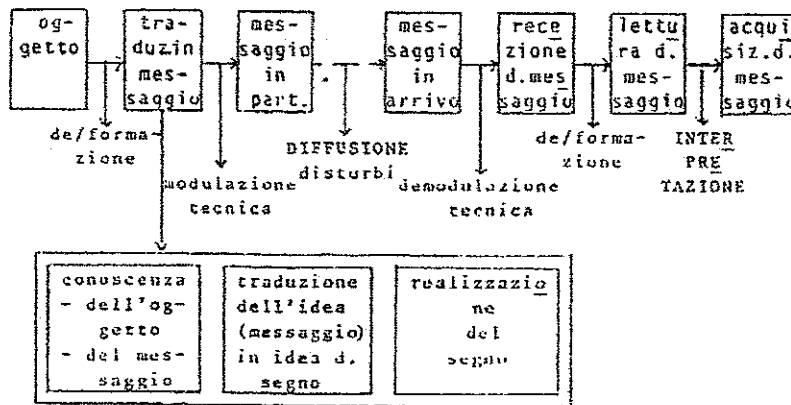 og-
getto
tra-
duzin
mes-
saggio
mes-
saggio
in
part.
mes-
saggio
in
arrivo
rece
zione
d.mes
saggio
lettu
ra d.
mes-
saggio
acqui
siz.d.
mes-
saggio
de/forma-
zione
modulazione
tecnica
DIFFUSIONE
disturbi
demodulazione
tecnica
de/forma-
zione
INTER
PRE
TAZIONE
conoscenza
- dell'og-
getto
- del mes-
saggio
traduzione
dell'idea
(messaggio)
in idea d.
segno
realizzazio
ne
del
segno